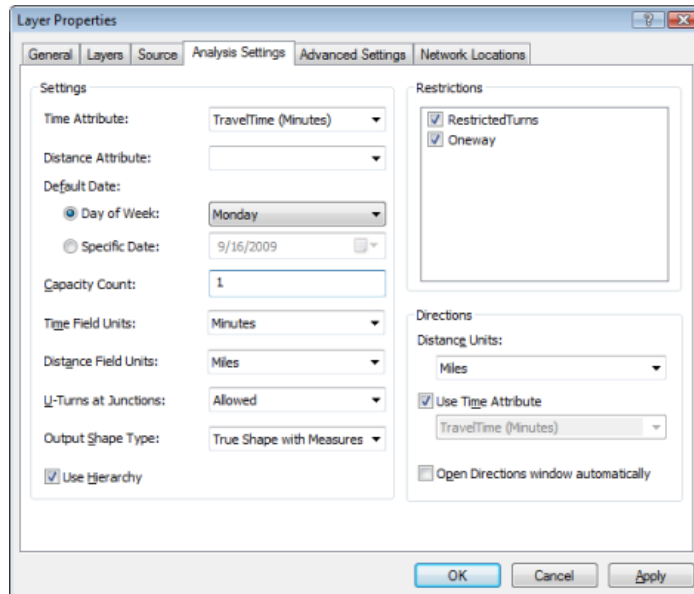 Layer Properties
General Layers Source Analysis Settings Advanced Settings Network Locations
Settings
Time Attribute: TravelTime (Minutes)
Distance Attribute:
Default Date:
Day of Week: Monday
Specific Date: 9/16/2009
Capacity Count: 1
Time Field Units: Minutes
Distance Field Units: Miles
U-Turns at Junctions: Allowed
Output Shape Type: True Shape with Measures
Use Hierarchy
Restrictions
RestrictedTurns
Oneway
Directions
Distance Units:
Miles
Use Time Attribute
TravelTime (Minutes)
Open Directions window automatically
OK Cancel Apply